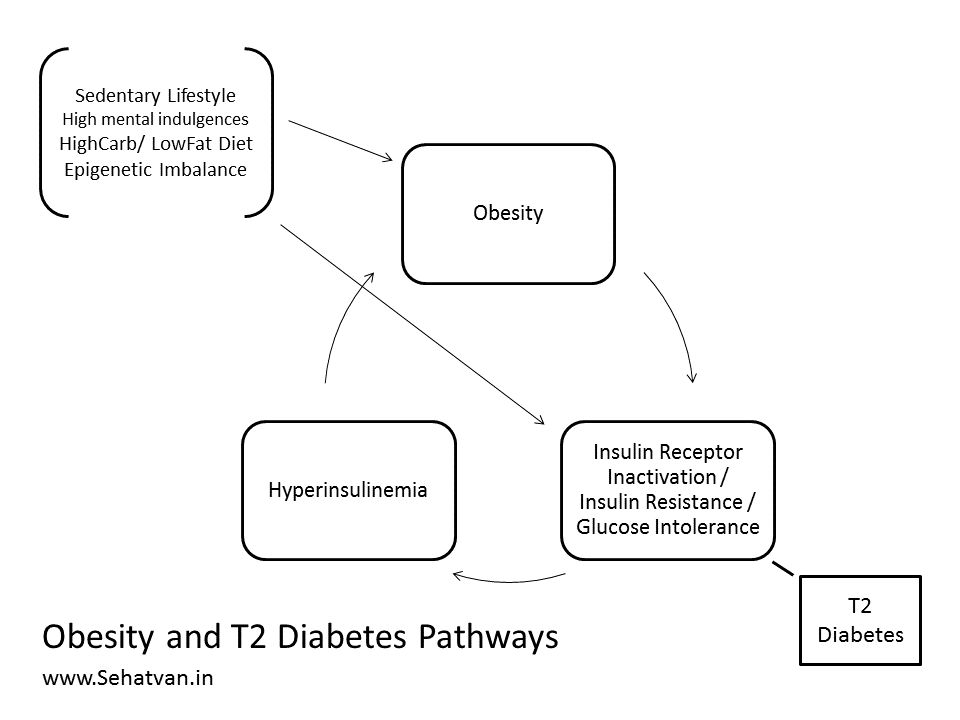 Sedentary Lifestyle
High mental indulgences
HighCarb/ LowFat Diet
Epigenetic Imbalance
Obesity
Hyperinsulinemia
Insulin Receptor
Inactivation /
Insulin Resistance /
Glucose Intolerance
T2
Diabetes
Obesity and T2 Diabetes Pathways
www.Sehatvan.in